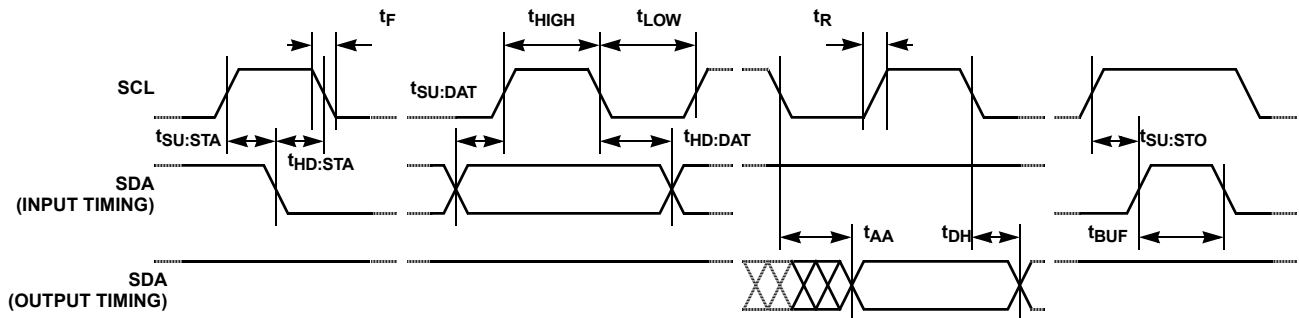 tF
tHIGH
tLOW
tR
SCL
tSU:DAT
tSU:STA
tHD:STA
tHD:DAT
tSU:STO
SDA
(INPUT TIMING)
tAA
tDH
tBUF
SDA
(OUTPUT TIMING)